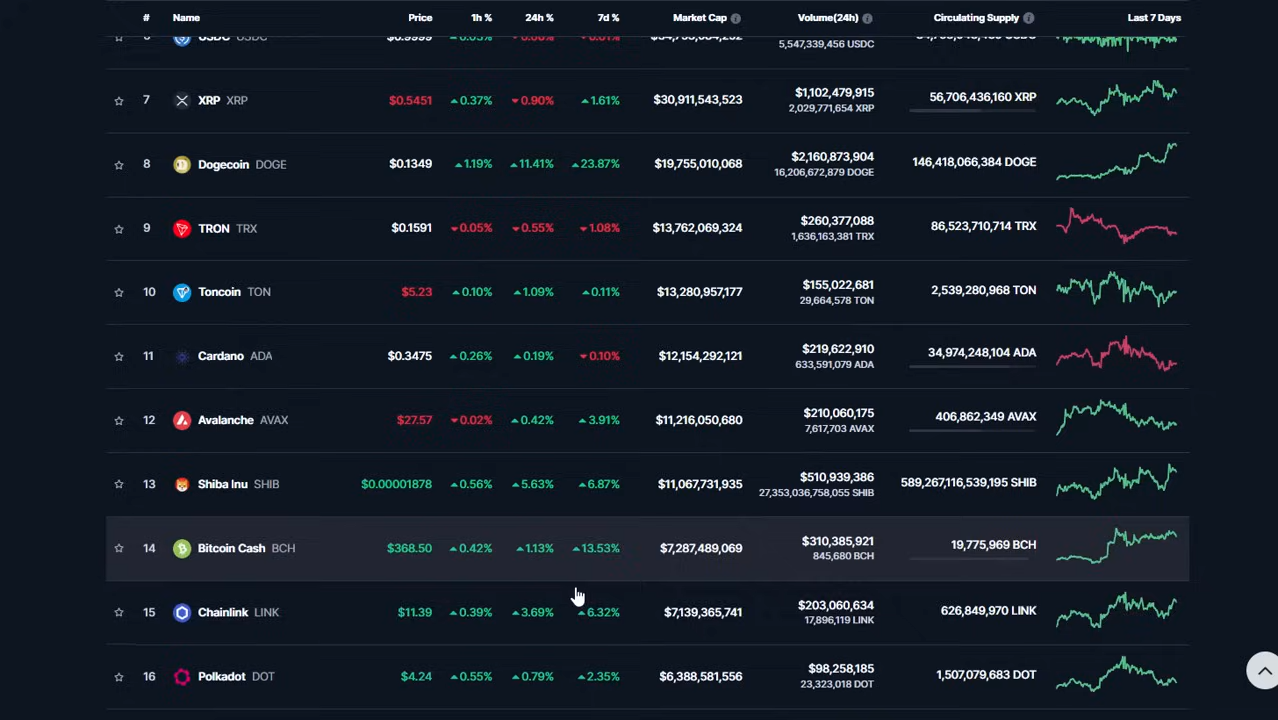 # Name Price 1h % 24h % 7d % Market Cap Volume(24h) Circulating Supply Last 7 Days
USDC USDC $0.9999
5,547,339,456 USDC
7 XRP XRP $0.5451 0.37% 0.90% 1.61% $30,911,543,523 $1,102,479,915 56,706,436,160 XRP
2,029,771,654 XRP
8 Dogecoin DOGE $0.1349 1.19% 11.41% 23.87% $19,755,010,068 $2,160,873,904 146,418,066,384 DOGE
16,206,672,879 DOGE
9 TRON TRX $0.1591 0.05% 0.55% 1.08% $13,762,069,324 $260,377,088 86,523,710,714 TRX
1,636,163,381 TRX
10 Toncoin TON $5.23 0.10% 1.09% 0.11% $13,280,957,177 $155,022,681 2,539,280,968 TON
29,664,578 TON
11 Cardano ADA $0.3475 0.26% 0.19% 0.10% $12,154,292,121 $219,622,910 34,974,248,104 ADA
633,591,079 ADA
12 Avalanche AVAX $27.57 0.02% 0.42% 3.91% $11,216,050,680 $210,060,175 406,862,349 AVAX
7,617,703 AVAX
13 Shiba Inu SHIB $0.00001878 0.56% 5.63% 6.87% $11,067,731,935 $510,939,386 589,267,116,539,195 SHIB
27,353,036,758,055 SHIB
14 Bitcoin Cash BCH $368.50 0.42% 1.13% 13.53% $7,287,489,069 $310,385,921 19,775,969 BCH
845,680 BCH
15 Chainlink LINK $11.39 0.39% 3.69% 6.32% $7,139,365,741 $203,060,634 626,849,970 LINK
17,896,119 LINK
16 Polkadot DOT $4.24 0.55% 0.79% 2.35% $6,388,581,556 $98,258,185 1,507,079,683 DOT
23,323,018 DOT